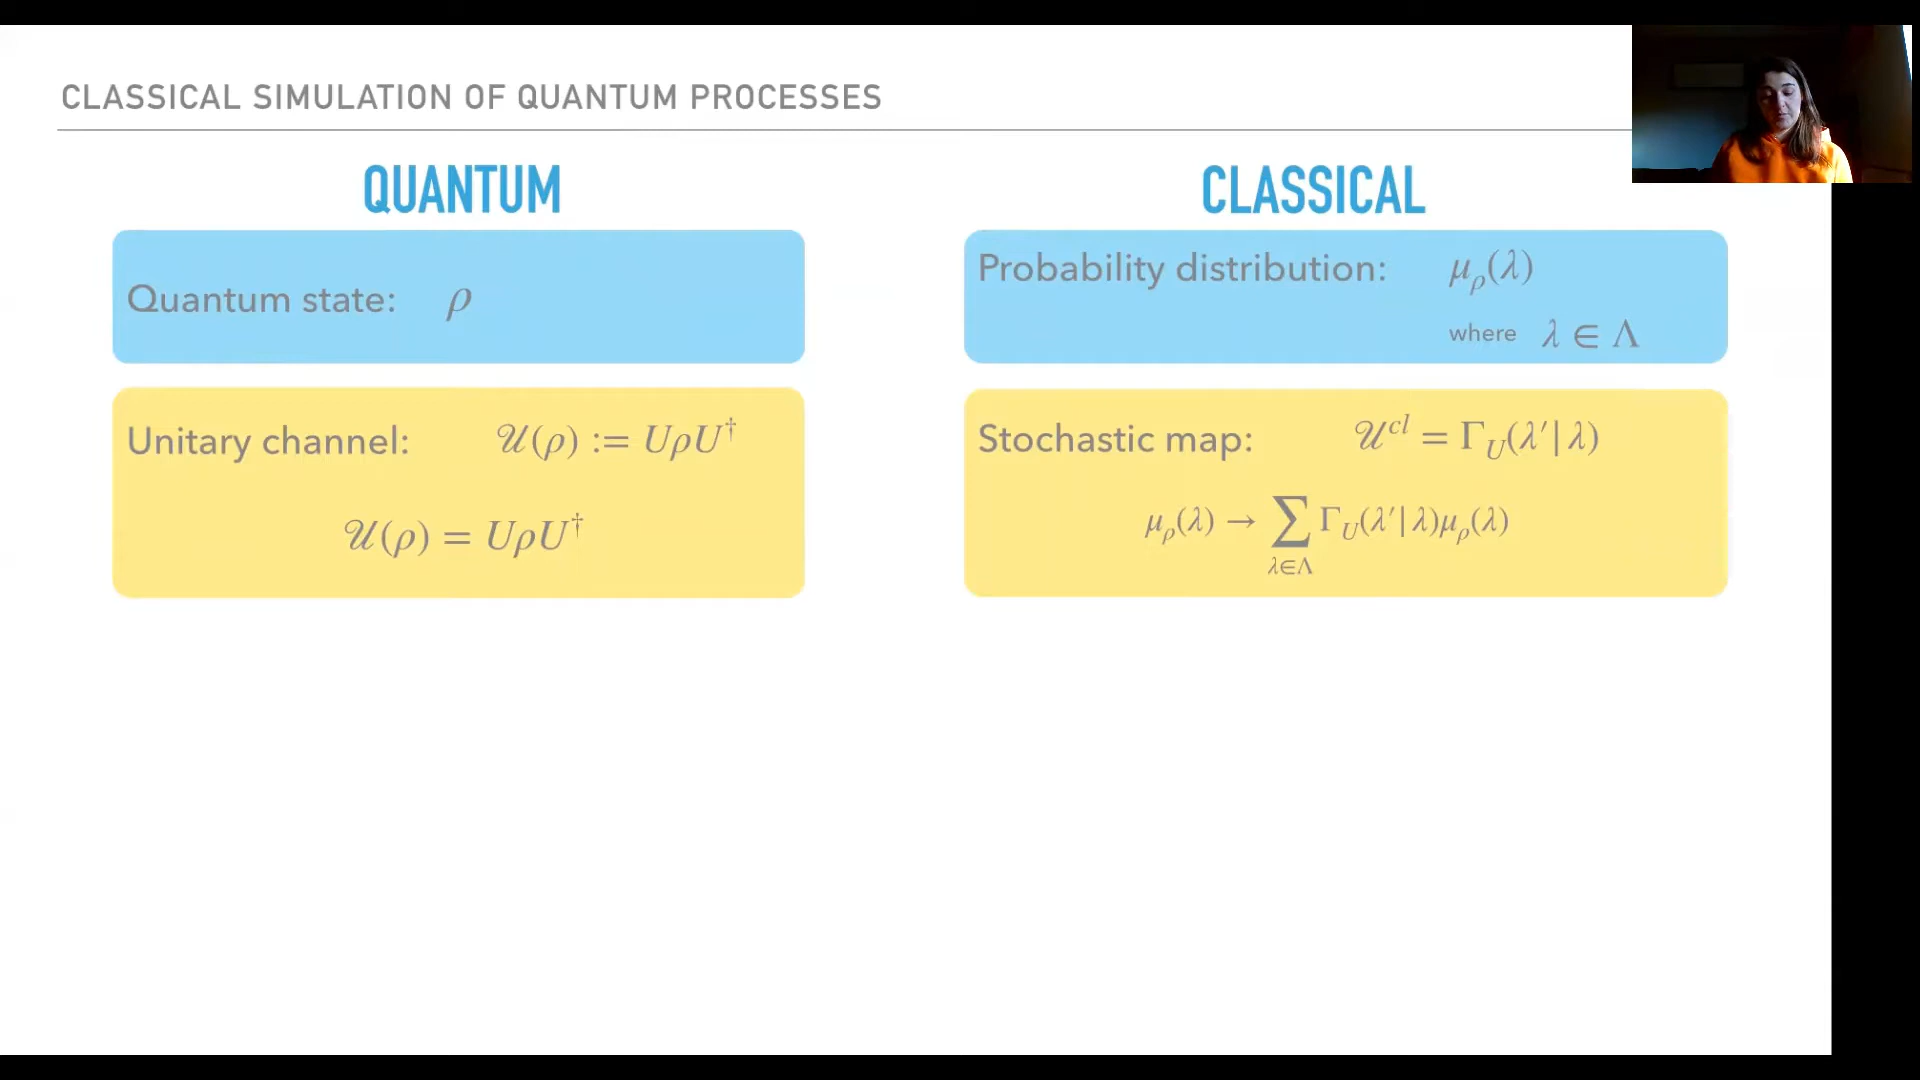 CLASSICAL SIMULATION OF QUANTUM PROCESSES
QUANTUM
Quantum state: ρ
Unitary channel: 𝒰(ρ) := UρU†
𝒰(ρ) = UρU†
CLASSICAL
Probability distribution: μ_ρ(λ)
where λ ∈ Λ
Stochastic map: 𝒰^cl = Γ_U(λ′|λ)
μ_ρ(λ) → ∑_{λ∈Λ} Γ_U(λ′|λ)μ_ρ(λ)